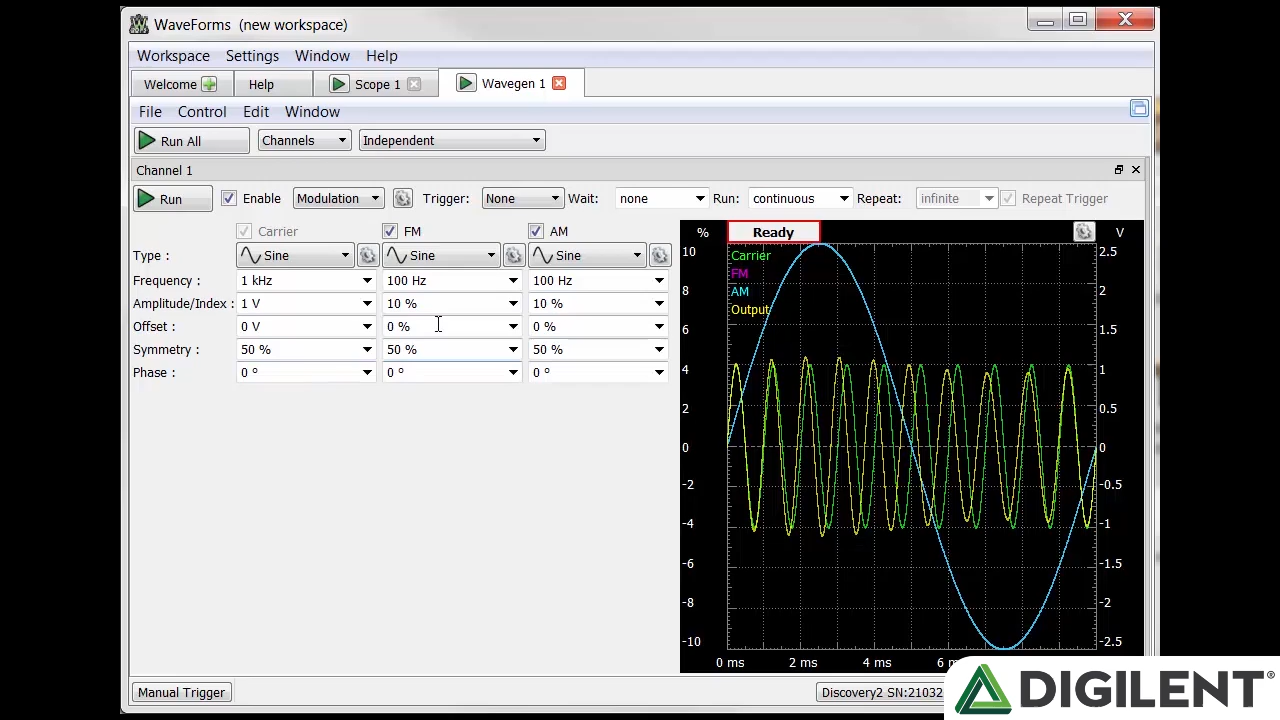 WaveForms (new workspace)
Workspace Settings Window Help
Welcome Help Scope 1 Wavegen 1
File Control Edit Window
Run All Channels Independent
Channel 1
Run Enable Modulation Trigger: None Wait: none Run: continuous Repeat: infinite Repeat Trigger
Carrier FM AM
Type : Sine Sine Sine
Frequency : 1 kHz 100 Hz 100 Hz
Amplitude/Index : 1 V 10 % 10 %
Offset : 0 V 0 % 0 %
Symmetry : 50 % 50 % 50 %
Phase : 0 º 0 º 0 º
% Ready V
10 2.5
Carrier
FM
8 2
AM
Output
6 1.5
4 1
2 0.5
0 0
-2 -0.5
-4 -1
-6 -1.5
-8 -2
-10 -2.5
0 ms 2 ms 4 ms 6
Manual Trigger Discovery2 SN:21032
DIGILENT®